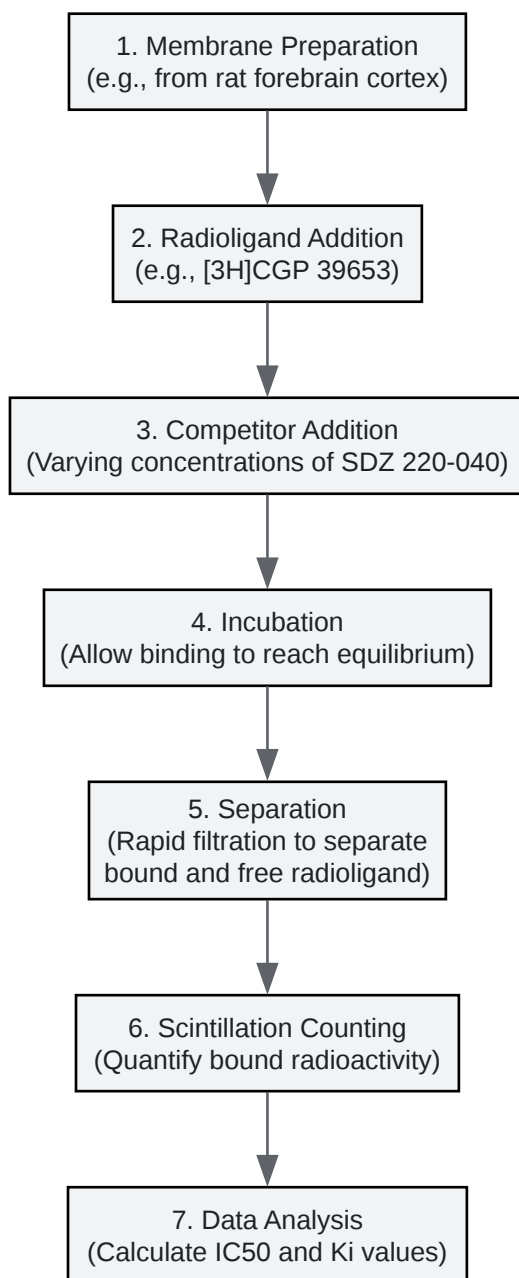 1. Membrane Preparation
(e.g., from rat forebrain cortex)
2. Radioligand Addition
(e.g., [3H]CGP 39653)
3. Competitor Addition
(Varying concentrations of SDZ 220-040)
4. Incubation
(Allow binding to reach equilibrium)
5. Separation
(Rapid filtration to separate
bound and free radioligand)
6. Scintillation Counting
(Quantify bound radioactivity)
7. Data Analysis
(Calculate IC50 and Ki values)